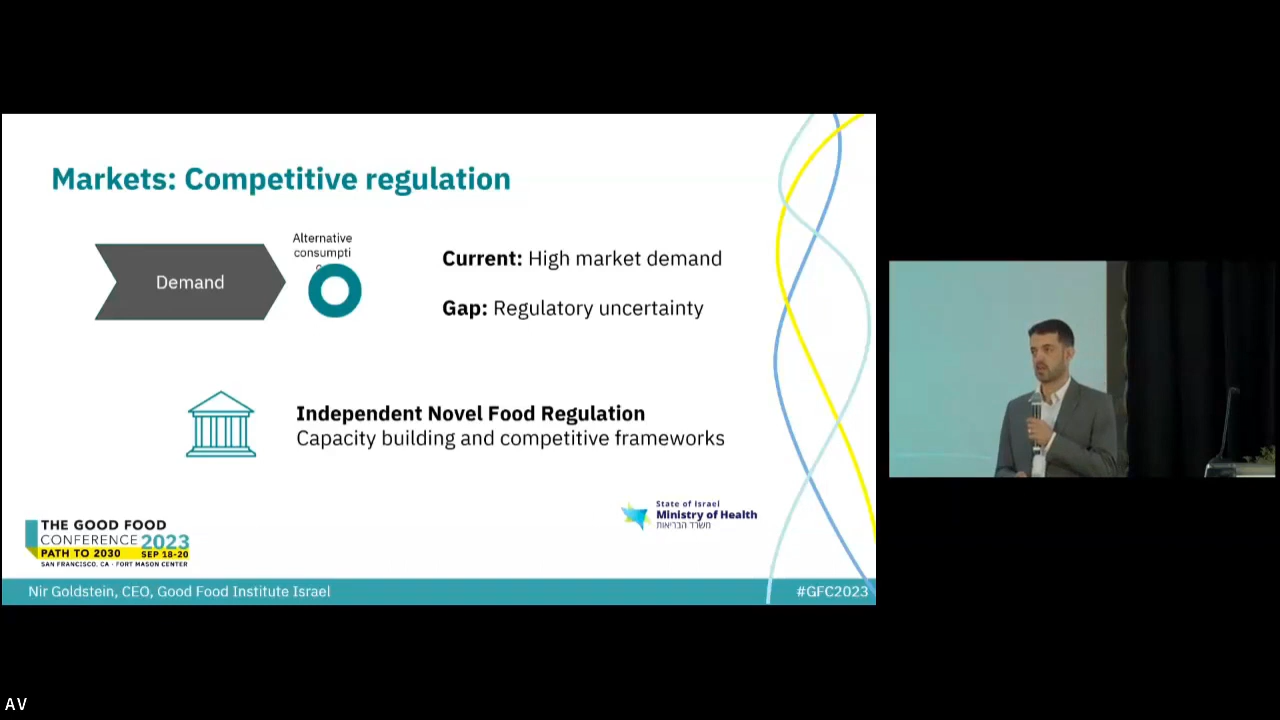 Markets: Competitive regulation
Demand
Alternative
consumpti
Current: High market demand
Gap: Regulatory uncertainty
Independent Novel Food Regulation
Capacity building and competitive frameworks
State of Israel
Ministry of Health
משרד הבריאות
THE GOOD FOOD
CONFERENCE 2023
PATH TO 2030 SEP 18-20
SAN FRANCISCO, CA · FORT MASON CENTER
Nir Goldstein, CEO, Good Food Institute Israel
#GFC2023
AV